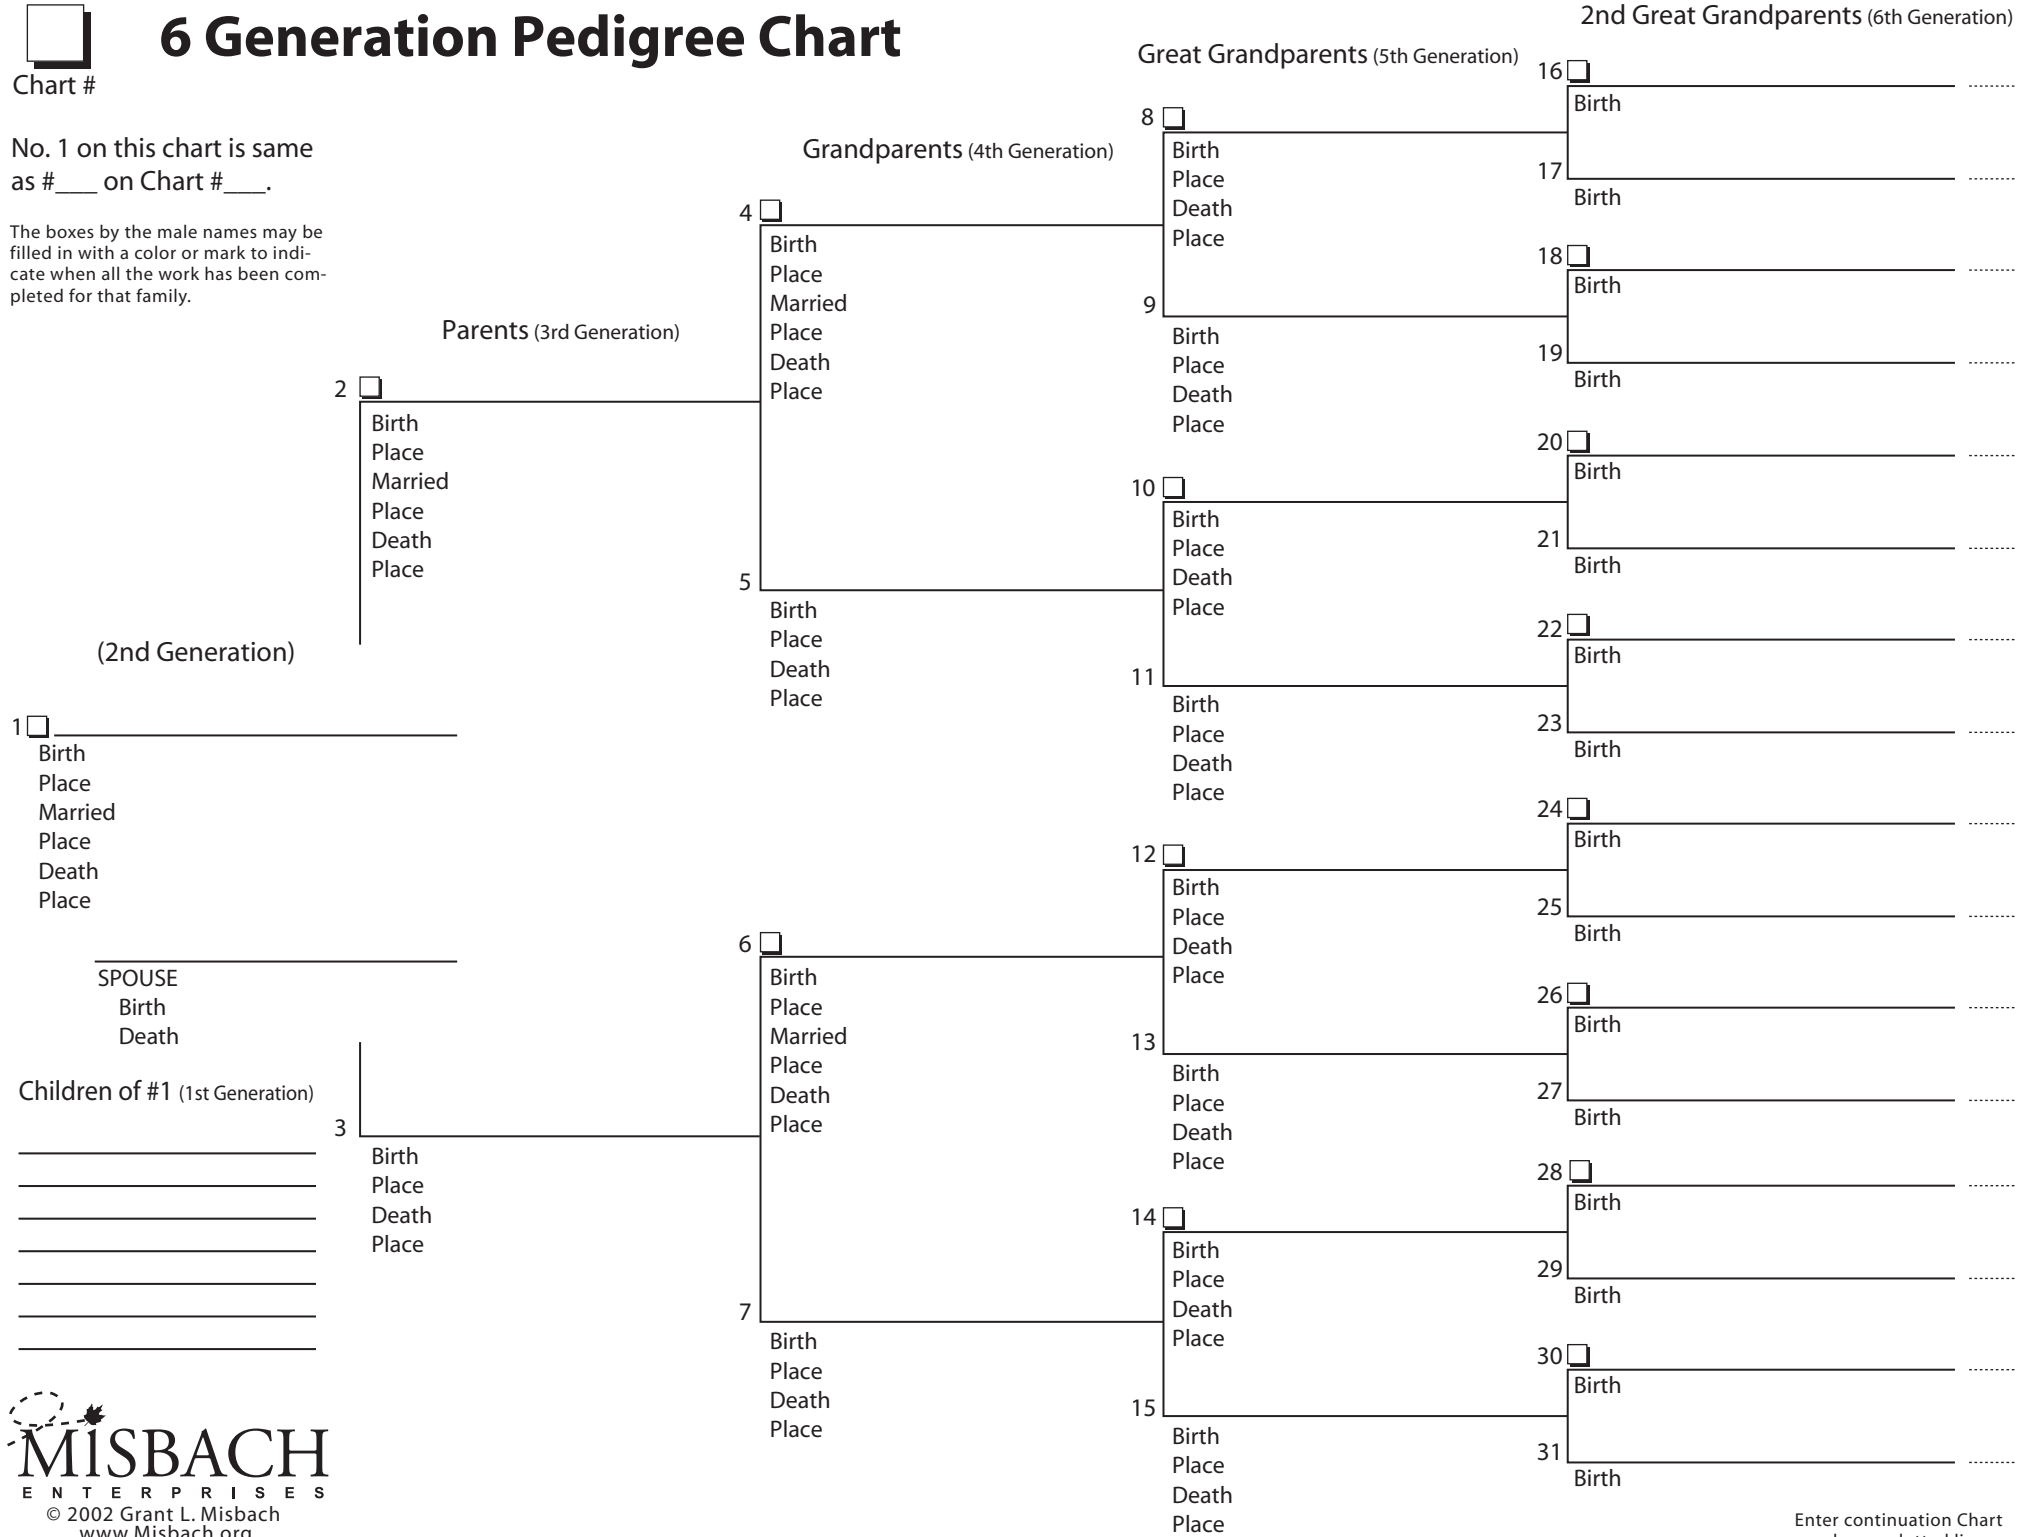 6 Generation Pedigree Chart
Chart #
No. 1 on this chart is same
as #___ on Chart #___.
The boxes by the male names may be
filled in with a color or mark to indi-
cate when all the work has been com-
pleted for that family.
(2nd Generation)
1
Birth
Place
Married
Place
Death
Place
SPOUSE
Birth
Death
Children of #1 (1st Generation)
Parents (3rd Generation)
2
Birth
Place
Married
Place
Death
Place
3
Birth
Place
Death
Place
Grandparents (4th Generation)
4
Birth
Place
Married
Place
Death
Place
5
Birth
Place
Death
Place
6
Birth
Place
Married
Place
Death
Place
7
Birth
Place
Death
Place
Great Grandparents (5th Generation)
8
Birth
Place
Death
Place
9
Birth
Place
Death
Place
10
Birth
Place
Death
Place
11
Birth
Place
Death
Place
12
Birth
Place
Death
Place
13
Birth
Place
Death
Place
14
Birth
Place
Death
Place
15
Birth
Place
Death
Place
2nd Great Grandparents (6th Generation)
16
Birth
17
Birth
18
Birth
19
Birth
20
Birth
21
Birth
22
Birth
23
Birth
24
Birth
25
Birth
26
Birth
27
Birth
28
Birth
29
Birth
30
Birth
31
Birth
MISBACH
ENTERPRISES
© 2002 Grant L. Misbach
www.Misbach.org
Enter continuation Chart